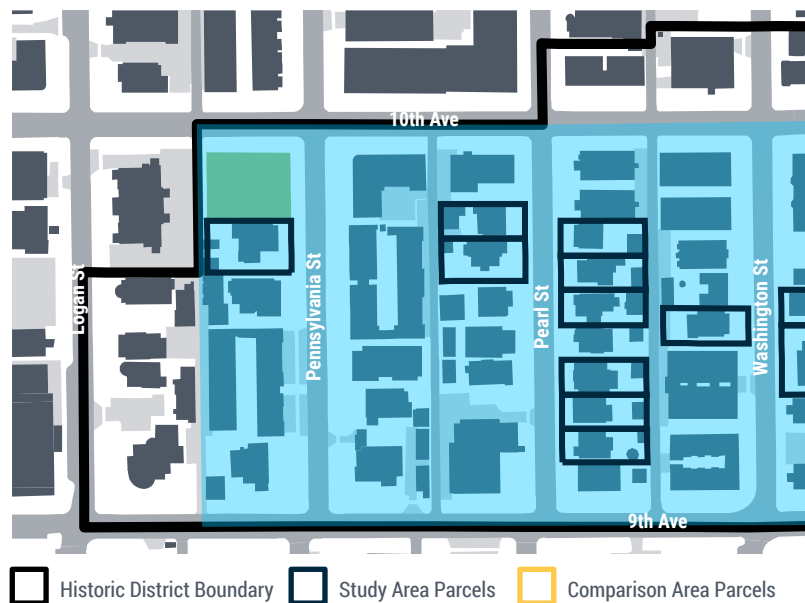 10th Ave
Logan St
Pennsylvania St
Pearl St
Washington St
9th Ave
Historic District Boundary
Study Area Parcels
Comparison Area Parcels